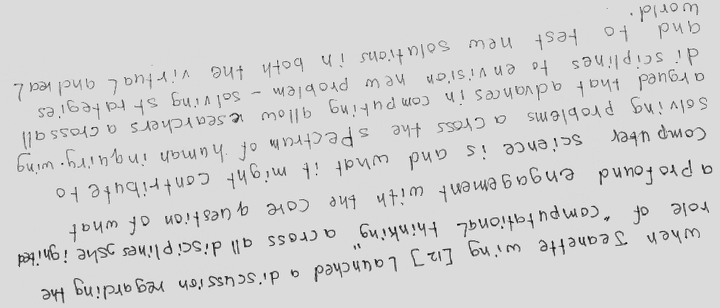 when Jeanette wing [12] Launched a discussion regarding the
role of "computational thinking" across all disciplines, she ignited
a profound engagement with the core question of what
computer science is and what it might contribute to
solving problems across the spectrum of human inquiry. wing
argued that advances in computing allow researchers across all
disciplines to envision new problem - solving strategies
and to test new solutions in both the virtual and real
world.